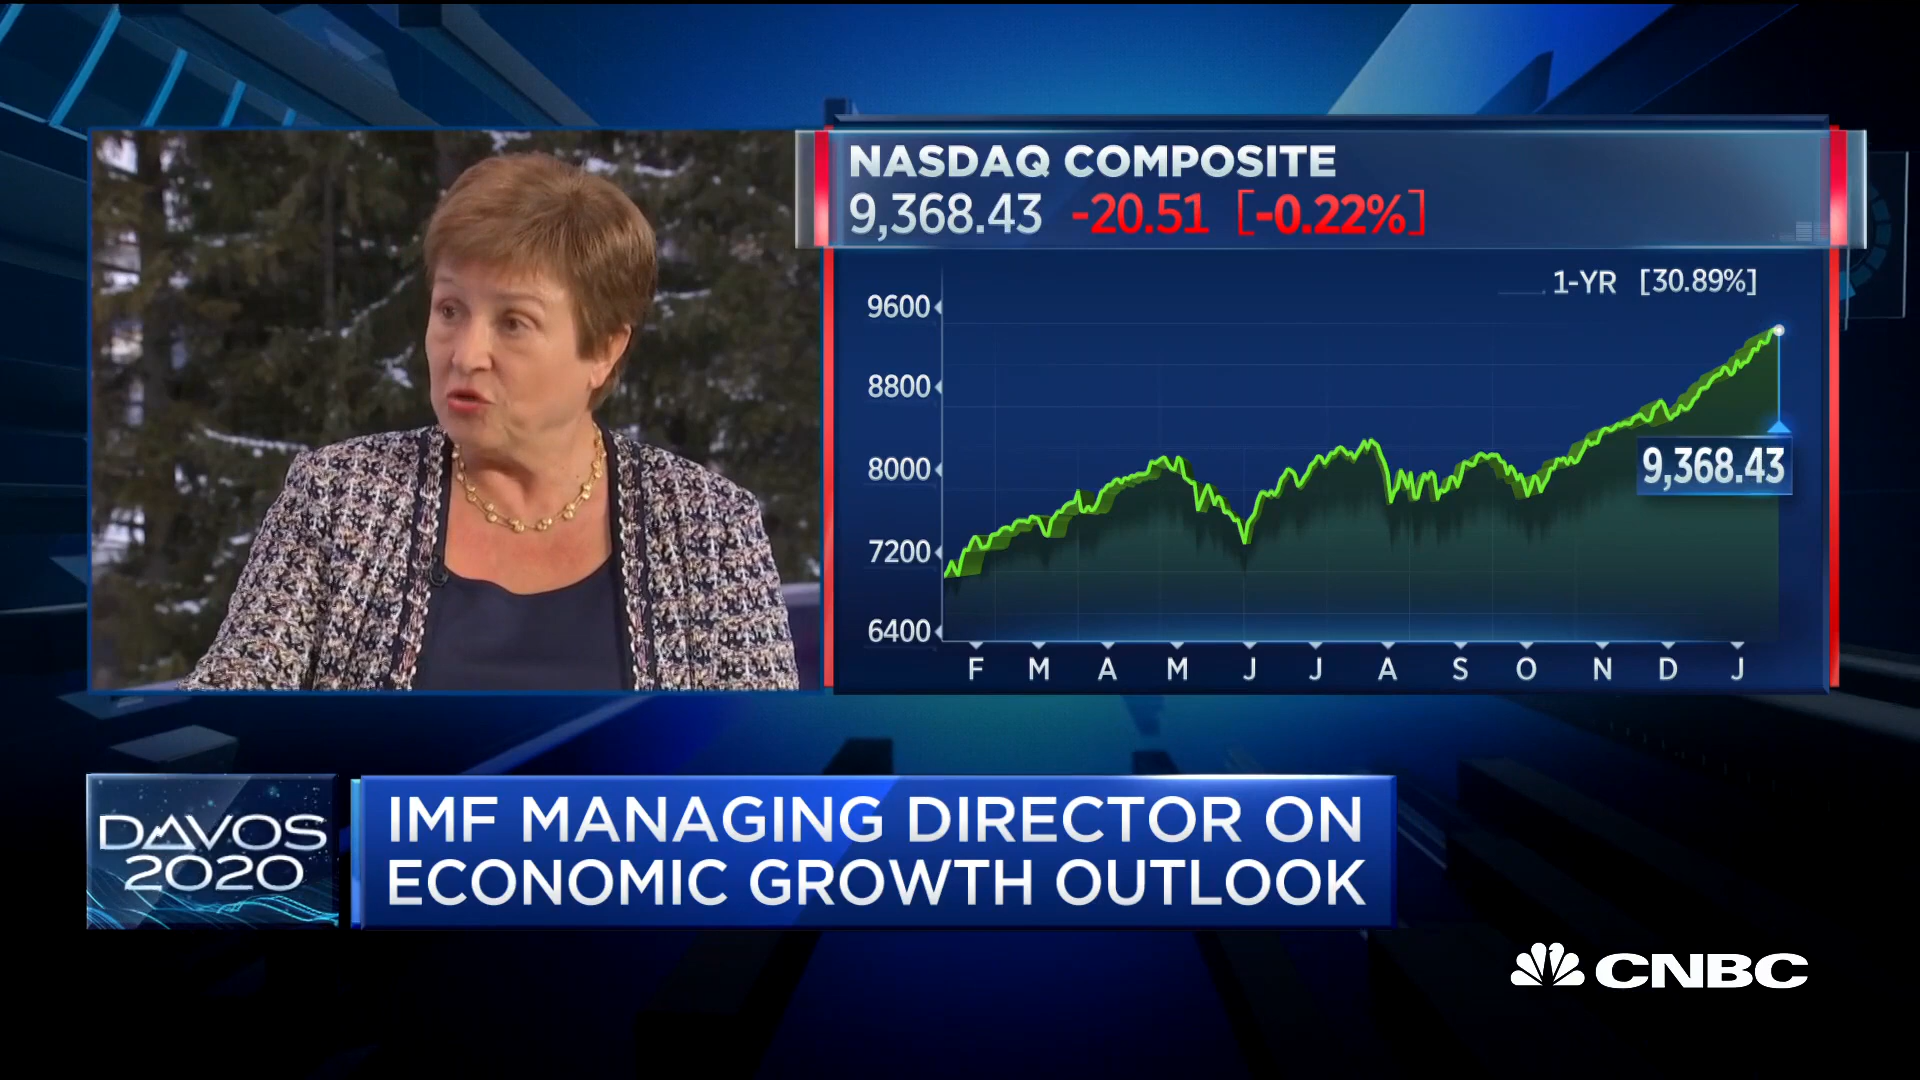 NASDAQ COMPOSITE
9,368.43 -20.51 [-0.22%]
1-YR [30.89%]
9600
8800
8000
7200
6400
9,368.43
F M A M J J A S O N D J
DAVOS
2020
IMF MANAGING DIRECTOR ON
ECONOMIC GROWTH OUTLOOK
CNBC